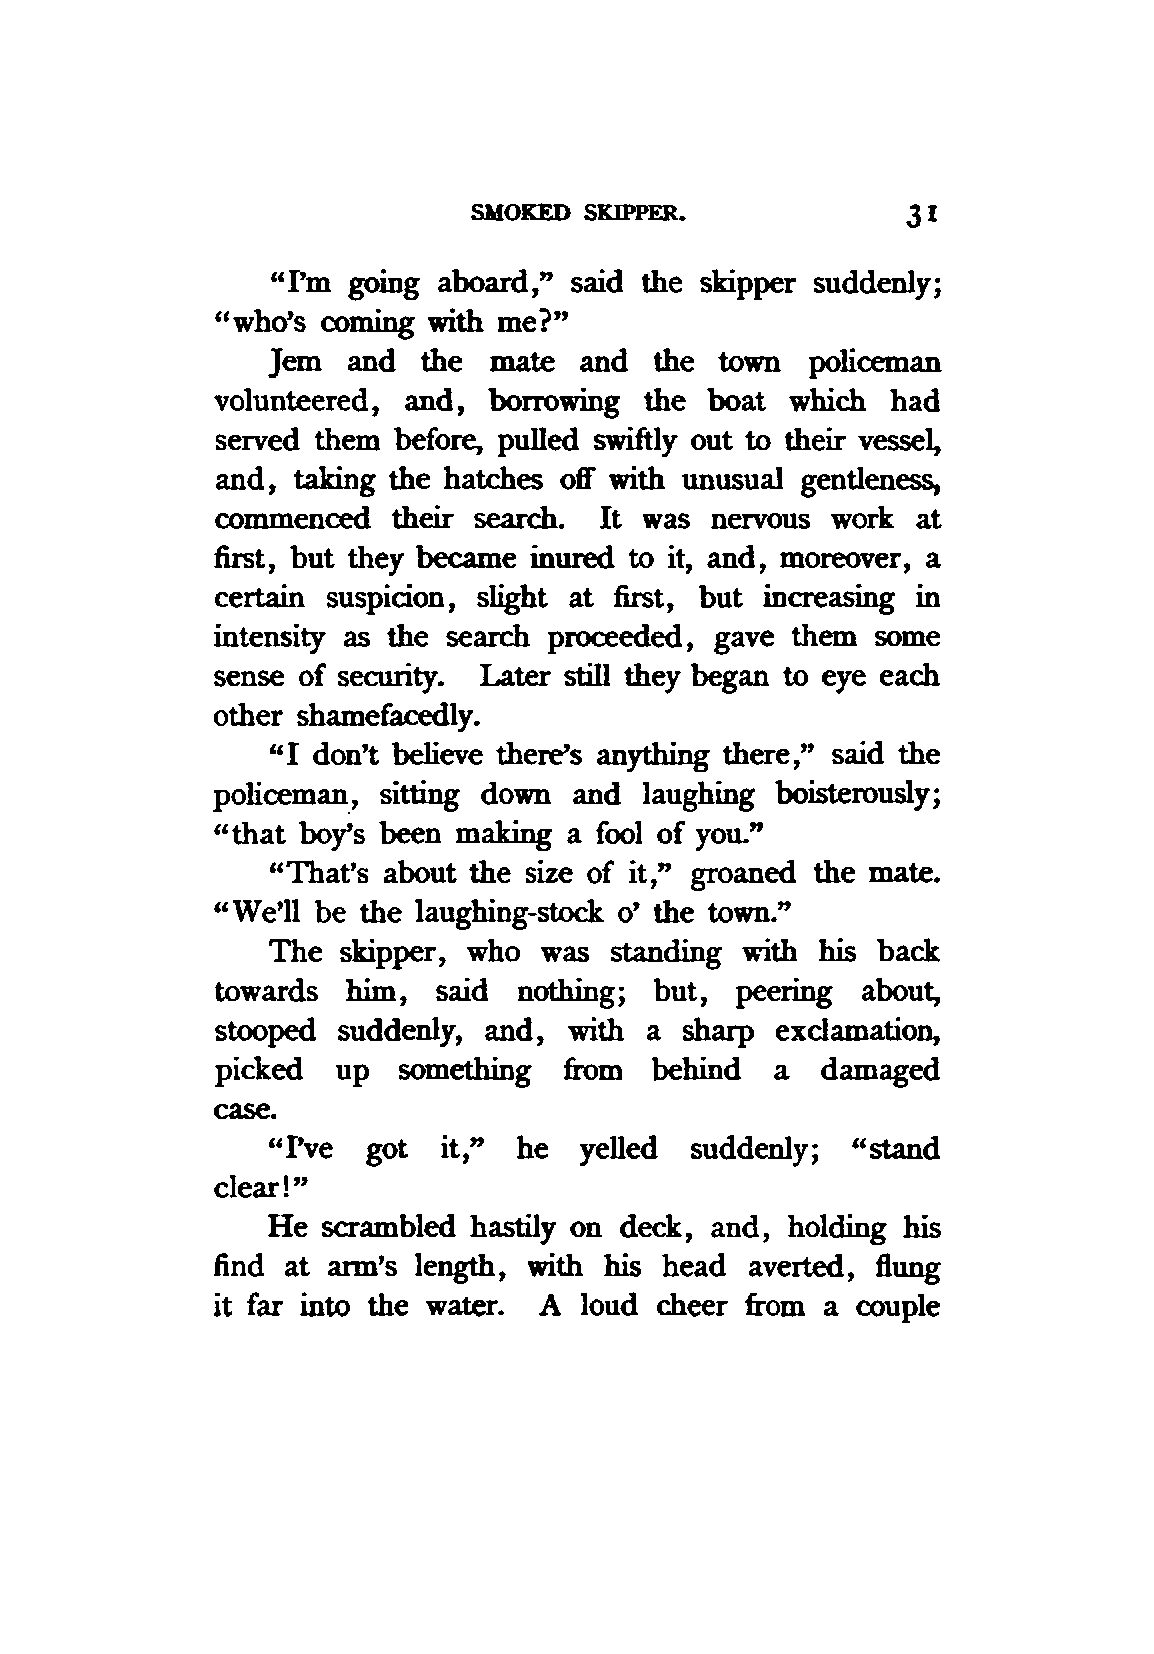 SMOKED SKIPPER. 31
"I'm going aboard," said the skipper suddenly;
"who's coming with me?"
Jem and the mate and the town policeman
volunteered, and, borrowing the boat which had
served them before, pulled swiftly out to their vessel,
and, taking the hatches off with unusual gentleness,
commenced their search. It was nervous work at
first, but they became inured to it, and, moreover, a
certain suspicion, slight at first, but increasing in
intensity as the search proceeded, gave them some
sense of security. Later still they began to eye each
other shamefacedly.
"I don't believe there's anything there," said the
policeman, sitting down and laughing boisterously;
"that boy's been making a fool of you."
"That's about the size of it," groaned the mate.
"We'll be the laughing-stock o' the town."
The skipper, who was standing with his back
towards him, said nothing; but, peering about,
stooped suddenly, and, with a sharp exclamation,
picked up something from behind a damaged
case.
"I've got it," he yelled suddenly; "stand
clear!"
He scrambled hastily on deck, and, holding his
find at arm's length, with his head averted, flung
it far into the water. A loud cheer from a couple